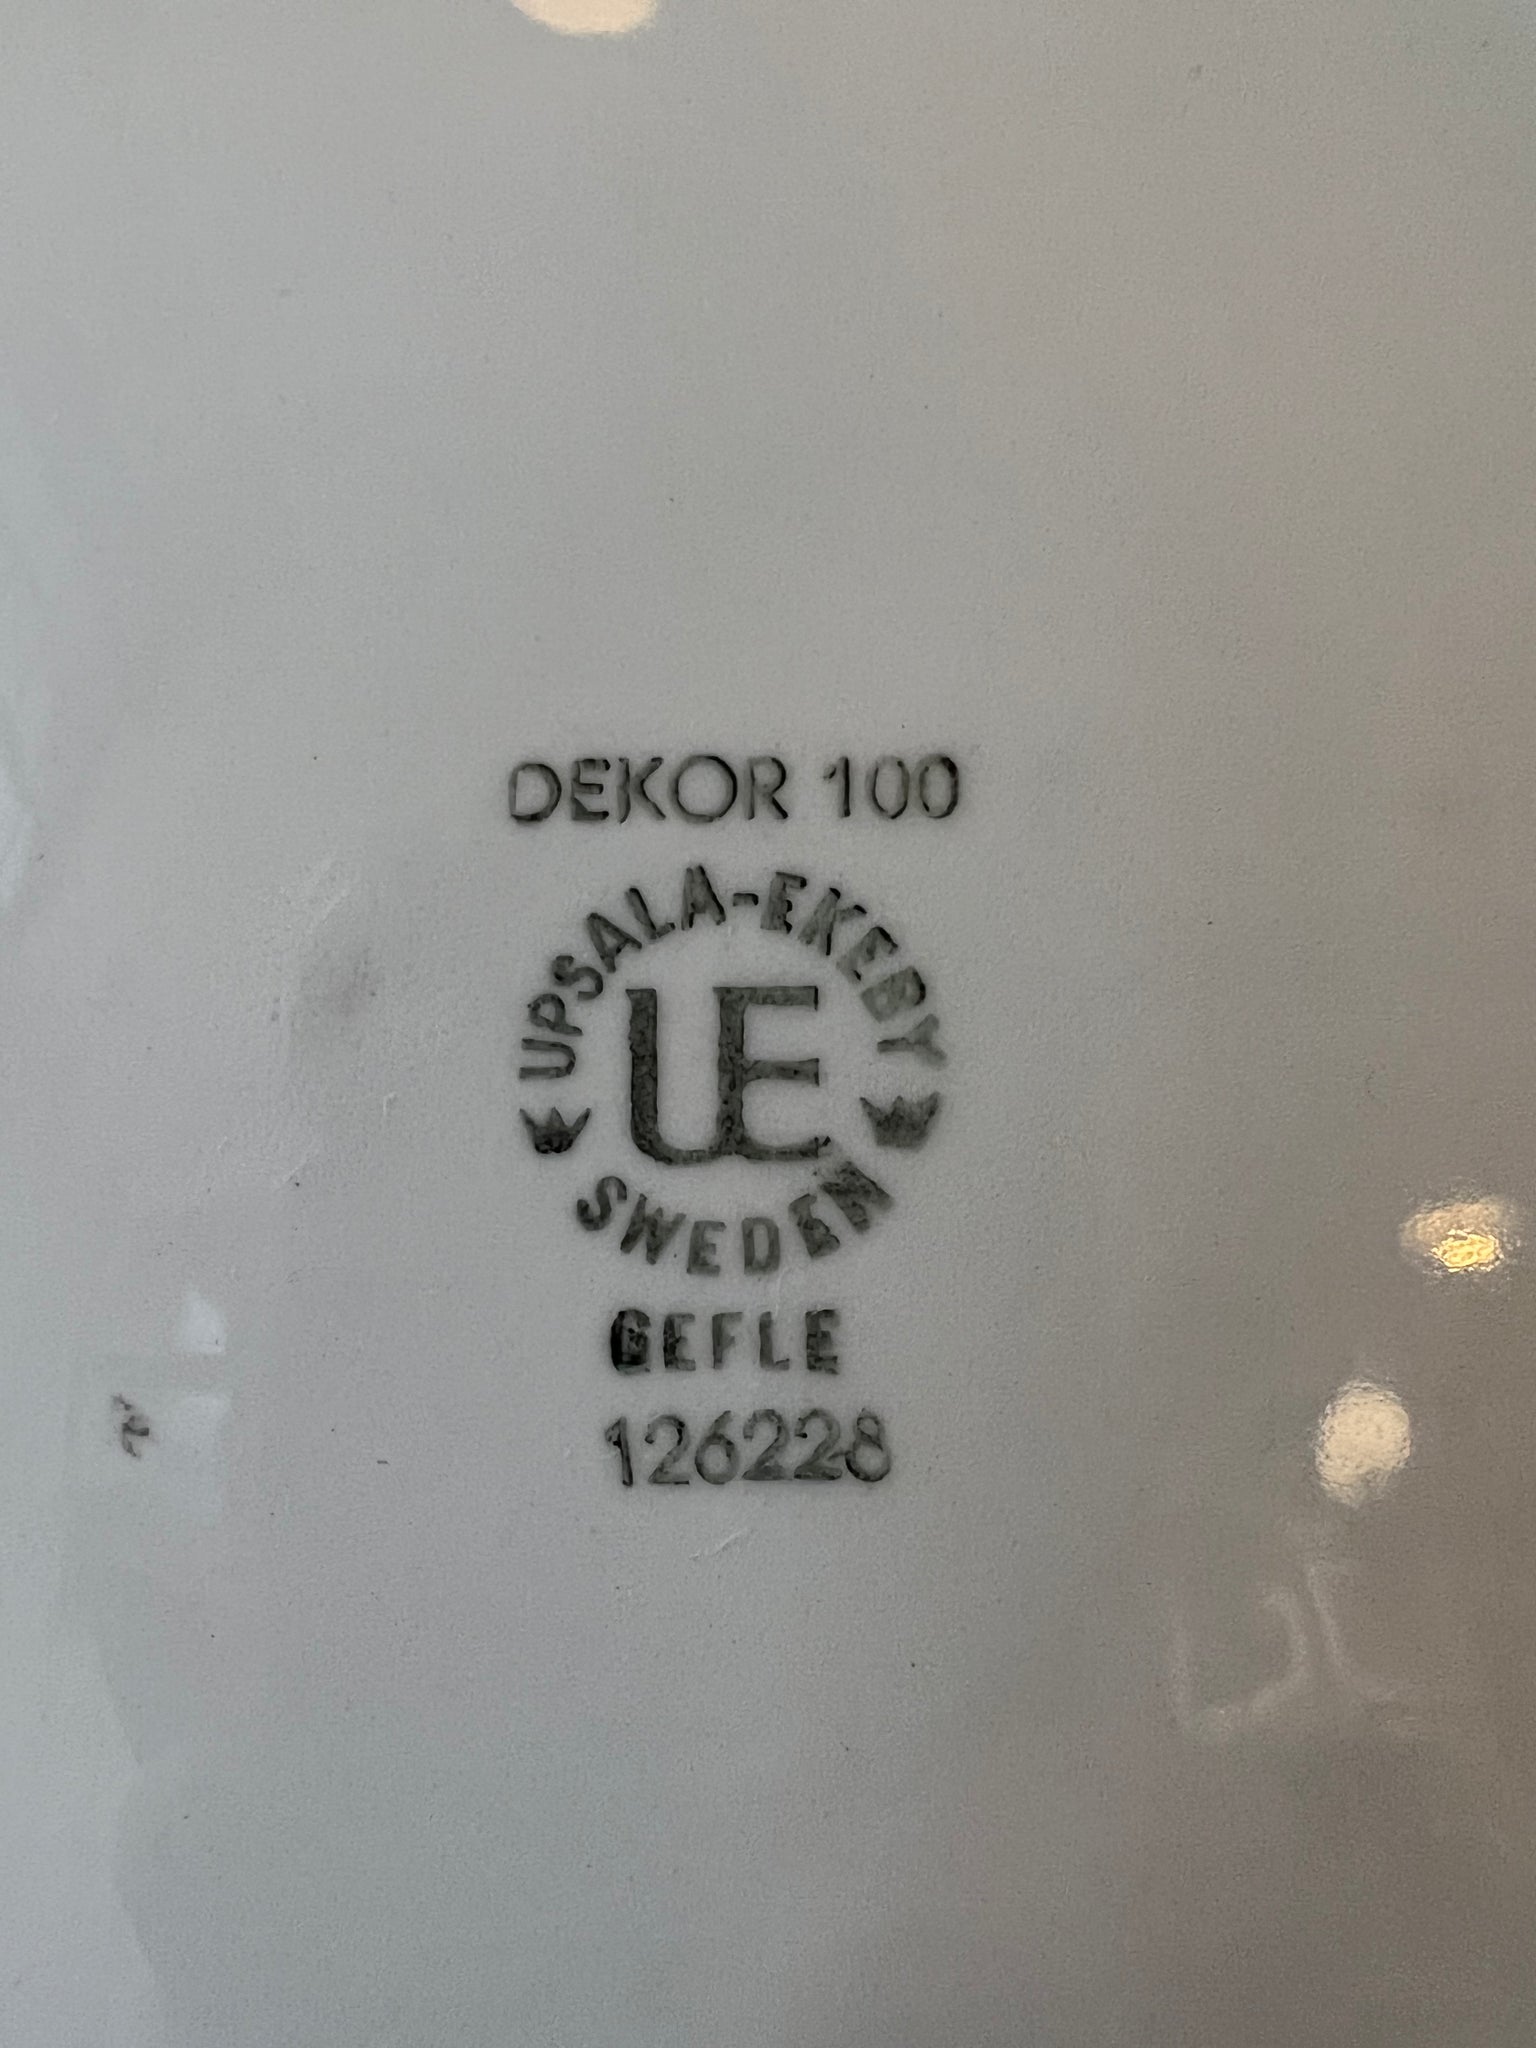 DEKOR 100
UPSALA-EKEBY
UE
SWEDEN
GEFLE
126228